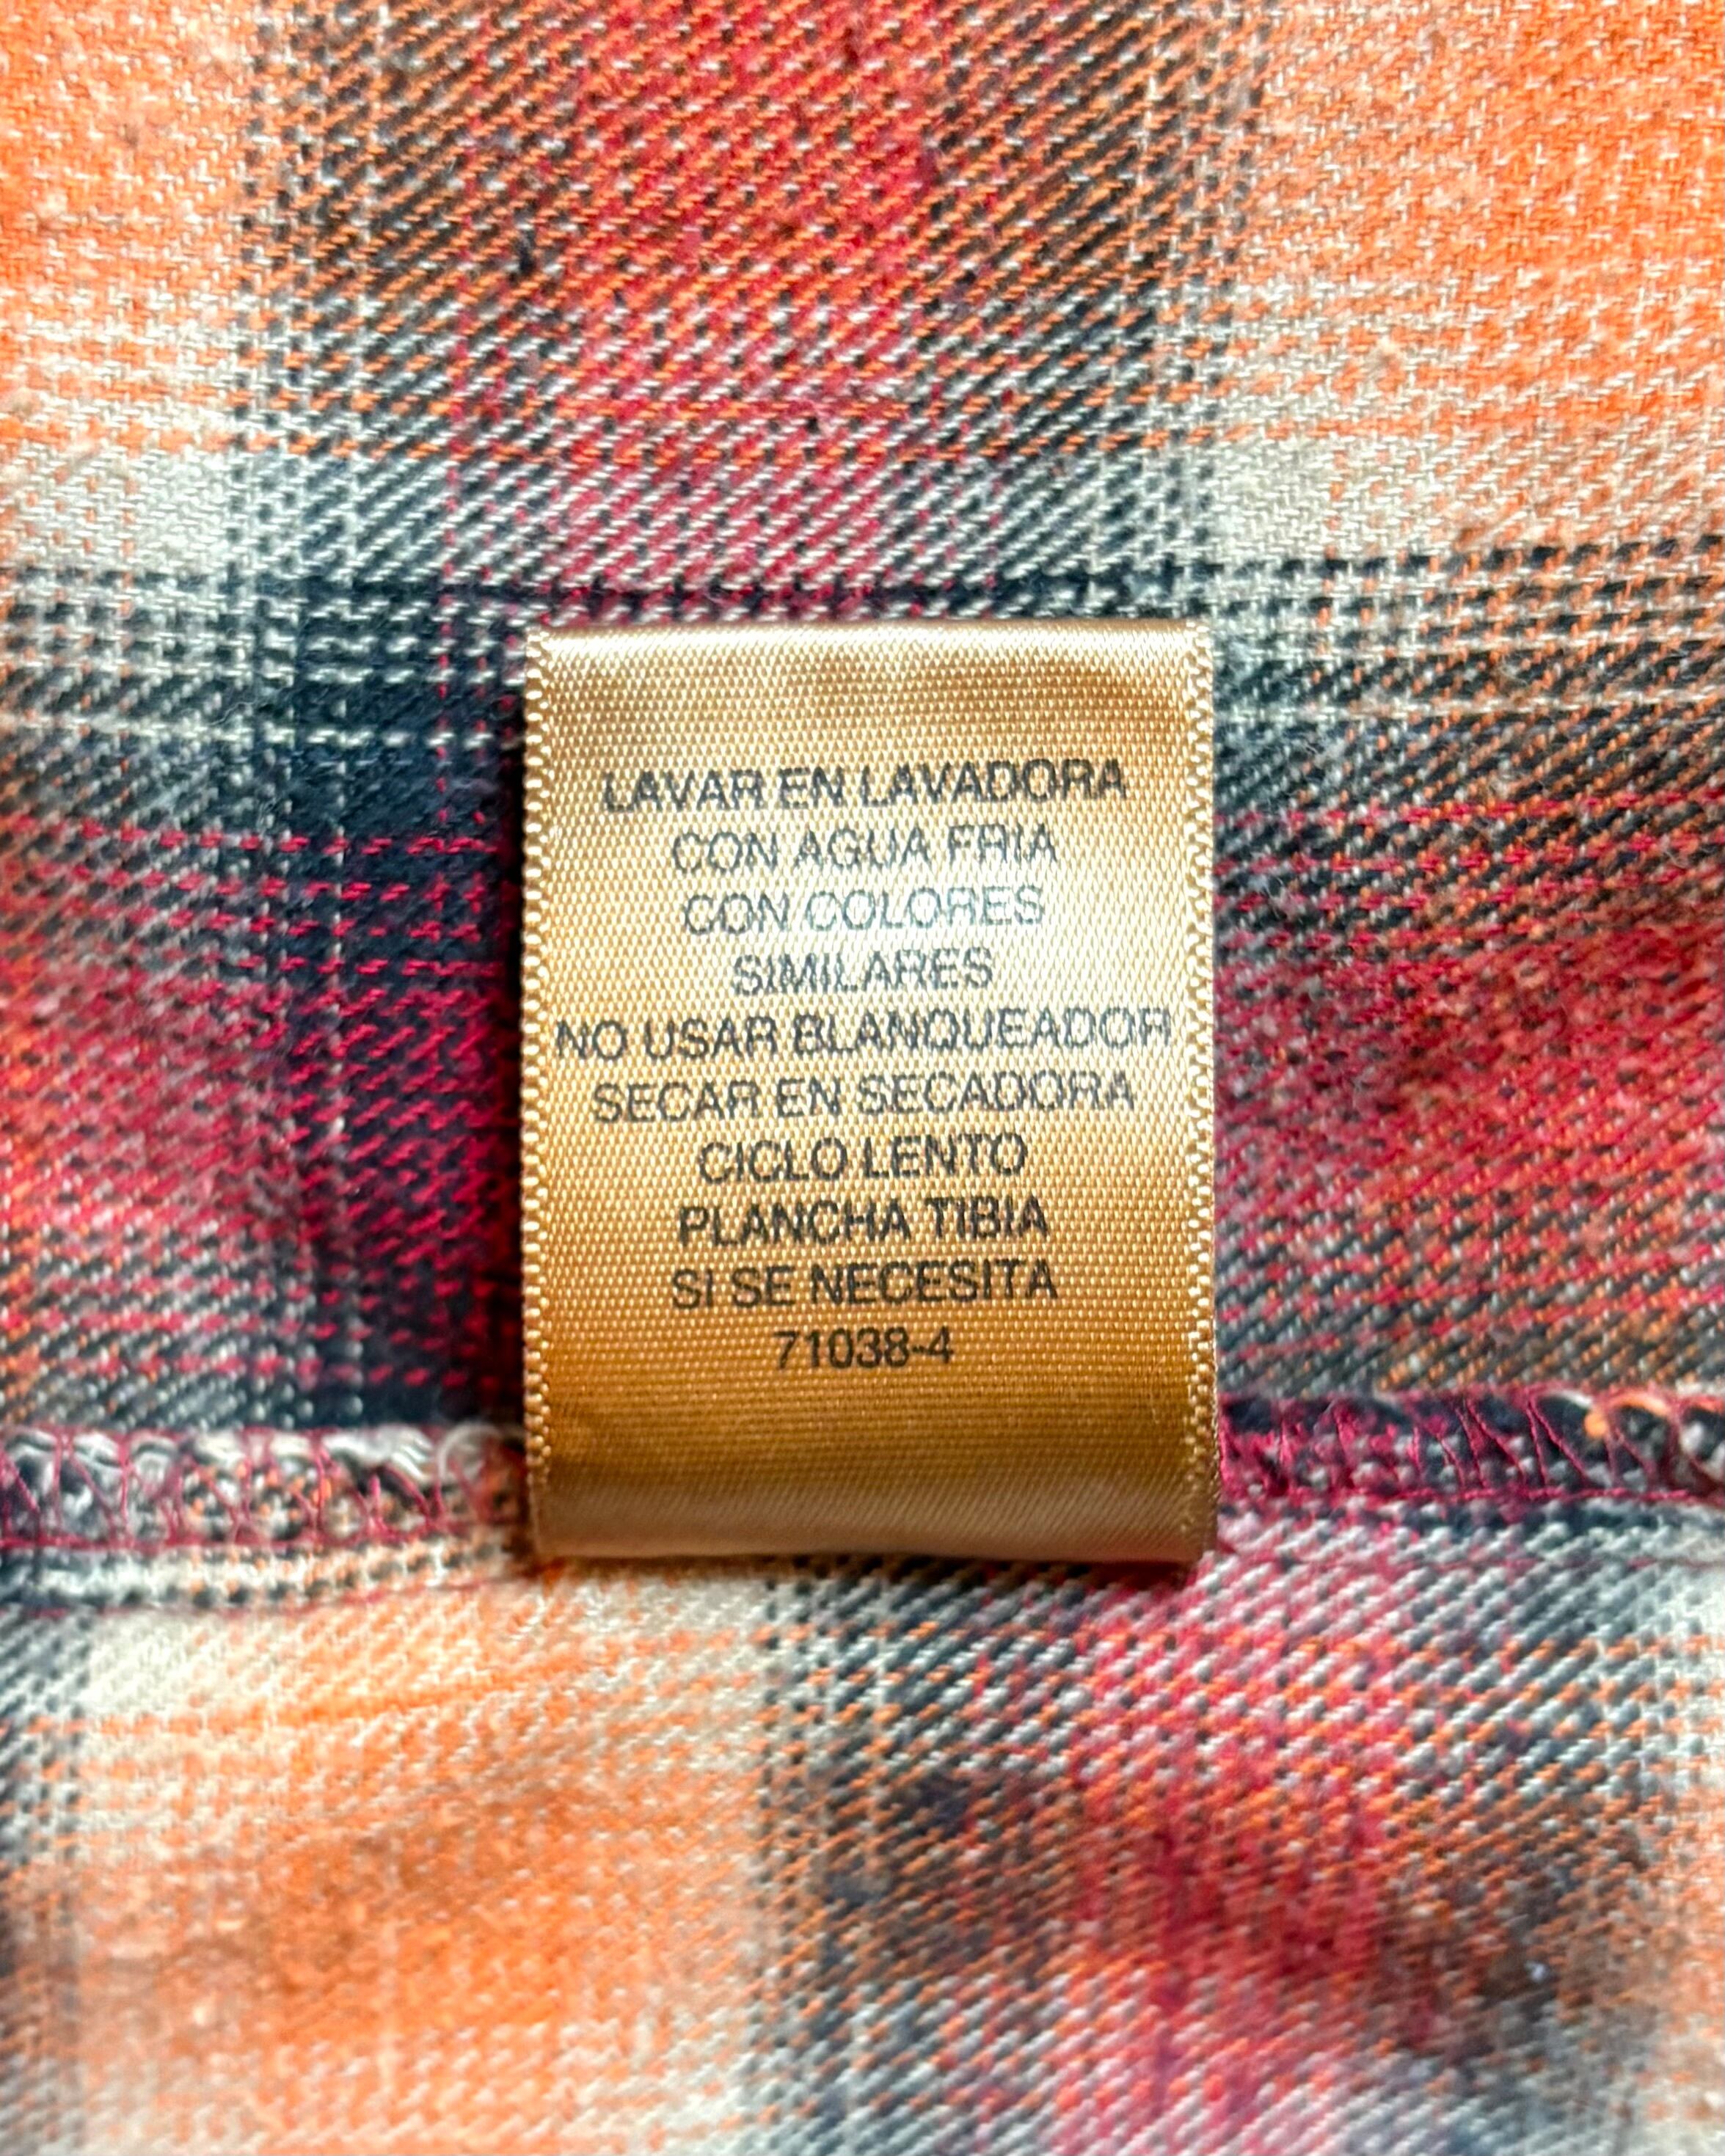 LAVAR EN LAVADORA
CON AGUA FRIA
CON COLORES
SIMILARES
NO USAR BLANQUEADOR
SECAR EN SECADORA
CICLO LENTO
PLANCHA TIBIA
SI SE NECESITA
71038-4